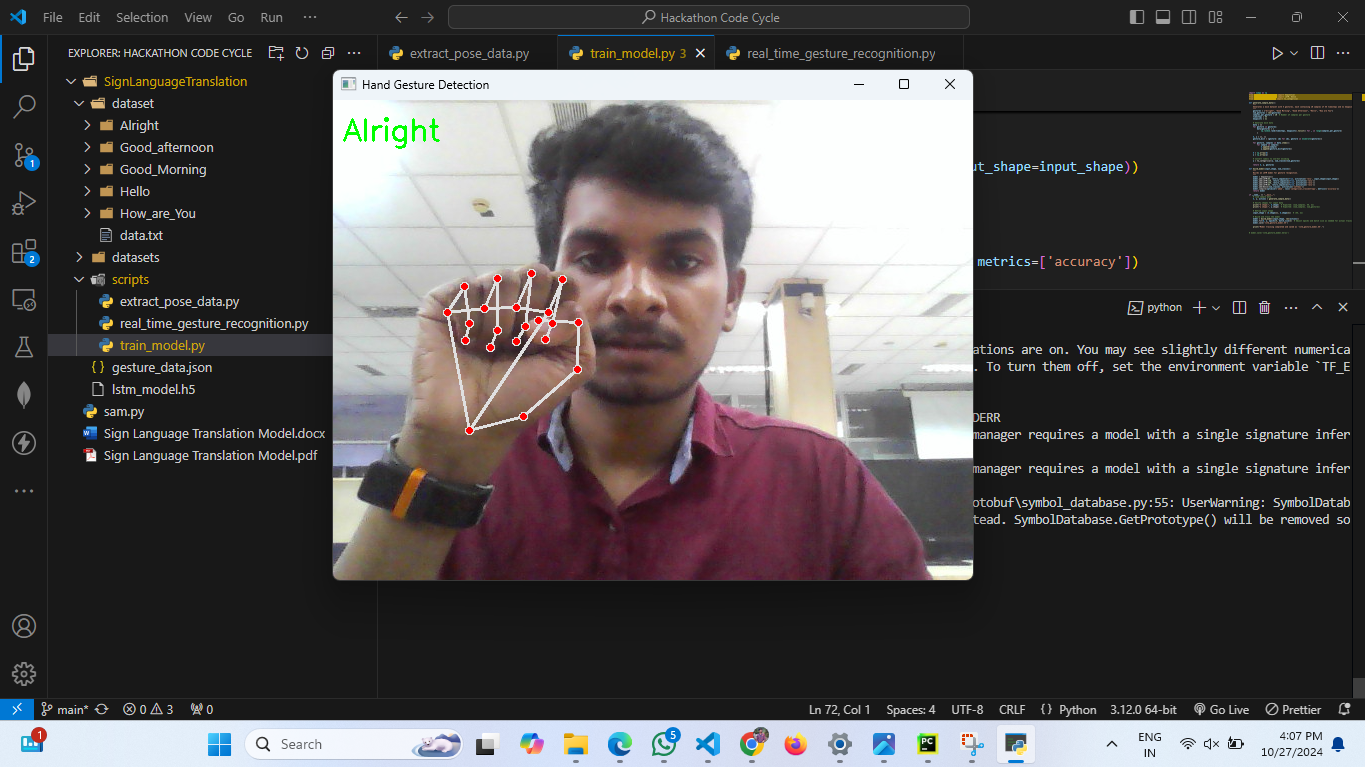 File Edit Selection View Go Run ··· Hackathon Code Cycle
EXPLORER: HACKATHON CODE CYCLE
extract_pose_data.py train_model.py 3 real_time_gesture_recognition.py
SignLanguageTranslation
dataset
Alright
Good_afternoon
Good_Morning
Hello
How_are_You
data.txt
datasets
scripts
extract_pose_data.py
real_time_gesture_recognition.py
train_model.py
gesture_data.json
lstm_model.h5
sam.py
Sign Language Translation Model.docx
Sign Language Translation Model.pdf
1
2
Hand Gesture Detection
Alright
ut_shape=input_shape))
metrics=['accuracy'])
python
ations are on. You may see slightly different numerica
. To turn them off, set the environment variable `TF_E
DERR
manager requires a model with a single signature infer
manager requires a model with a single signature infer
otobuf\symbol_database.py:55: UserWarning: SymbolDatab
tead. SymbolDatabase.GetPrototype() will be removed so
main* 0 3 0 Ln 72, Col 1 Spaces: 4 UTF-8 CRLF {} Python 3.12.0 64-bit Go Live Prettier
1 Search 5 PC ENG IN 4:07 PM 10/27/2024